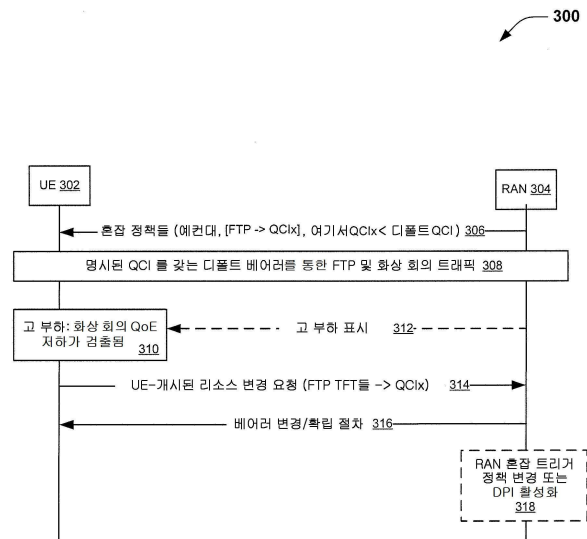 300
UE 302
RAN 304
혼잡 정책들 (예컨대, [FTP -> QCIx], 여기서QCIx< 디폴트QCI ) 306
명시된 QCI 를 갖는 디폴트 베어러를 통한 FTP 및 화상 회의 트래픽 308
고 부하: 화상 회의 QoE
저하가 검출됨 310
고 부하 표시 312
UE-개시된 리소스 변경 요청 (FTP TFT들 -> QCIx) 314
베어러 변경/확립 절차 316
RAN 혼잡 트리거
정책 변경 또는
DPI 활성화
318